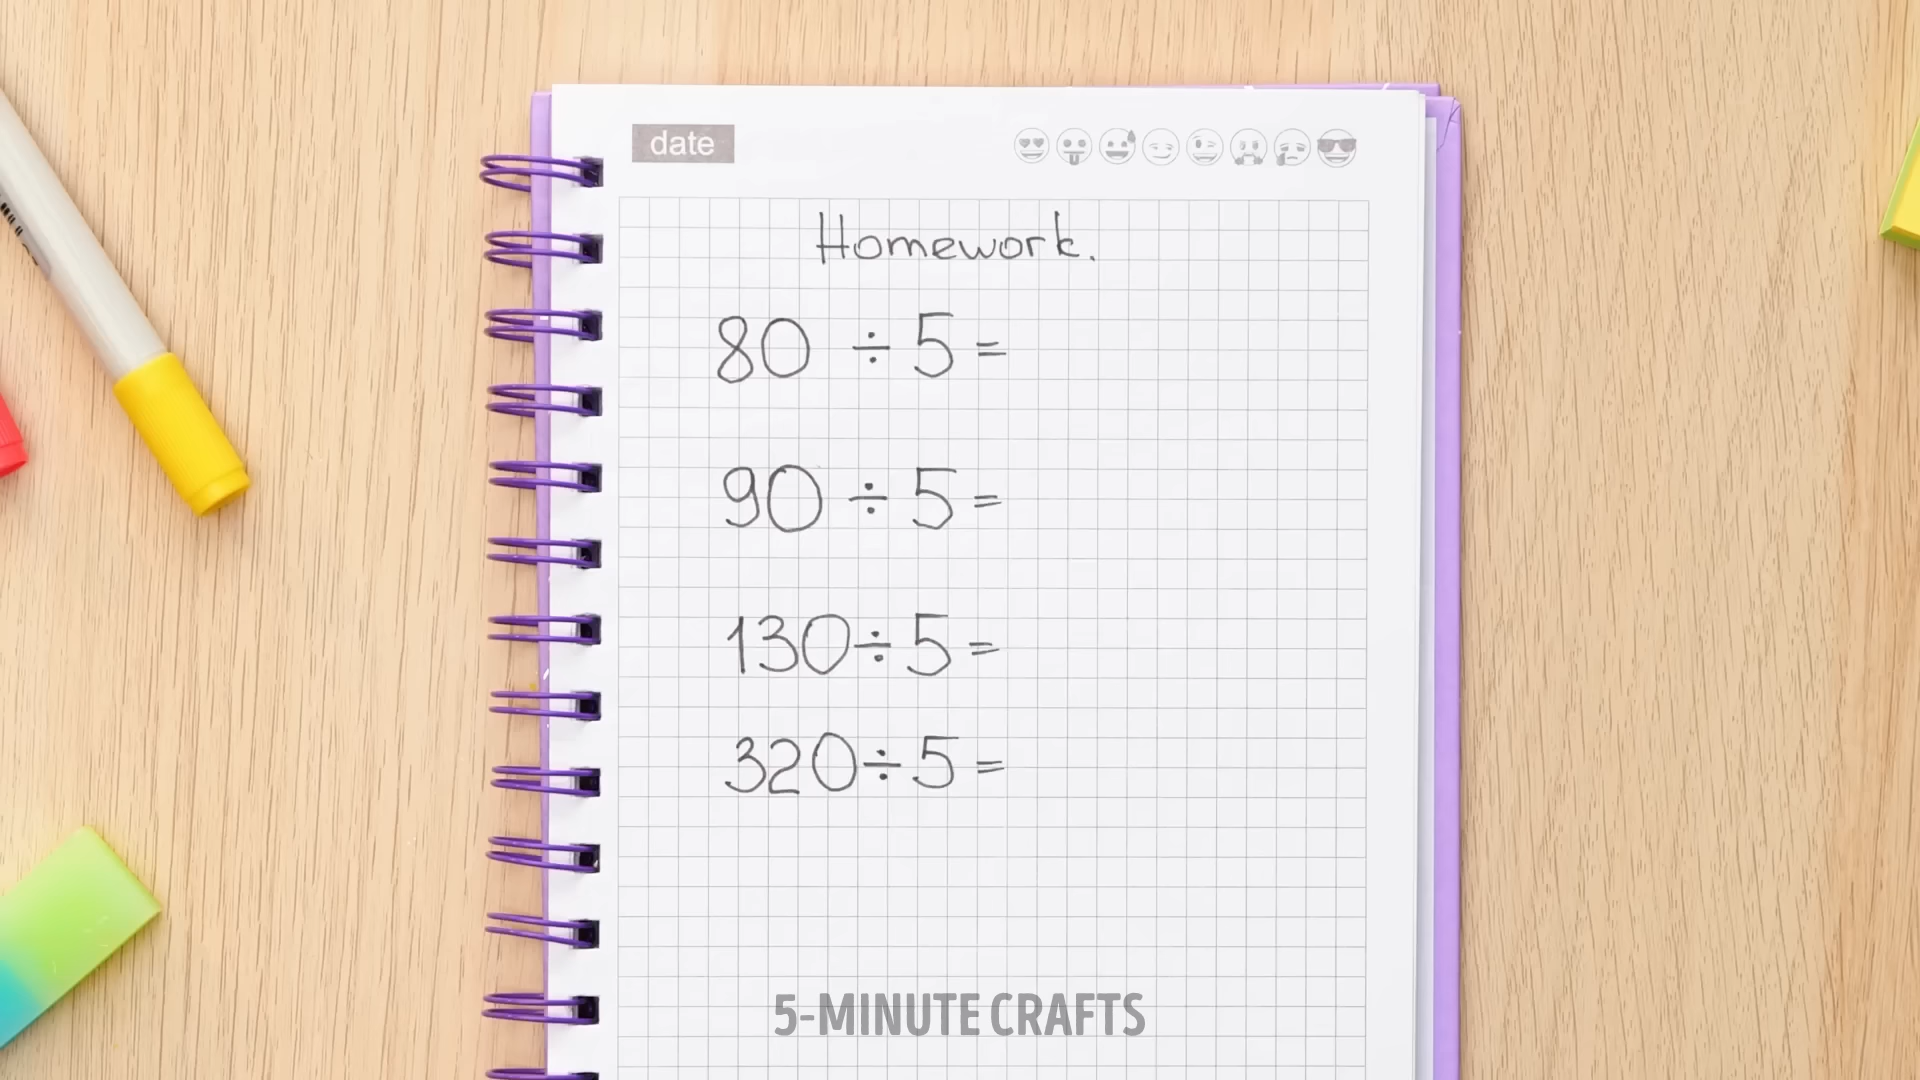 date
Homework.
80 ÷ 5 =
90 ÷ 5 =
130 ÷ 5 =
320 ÷ 5 =
5-MINUTE CRAFTS